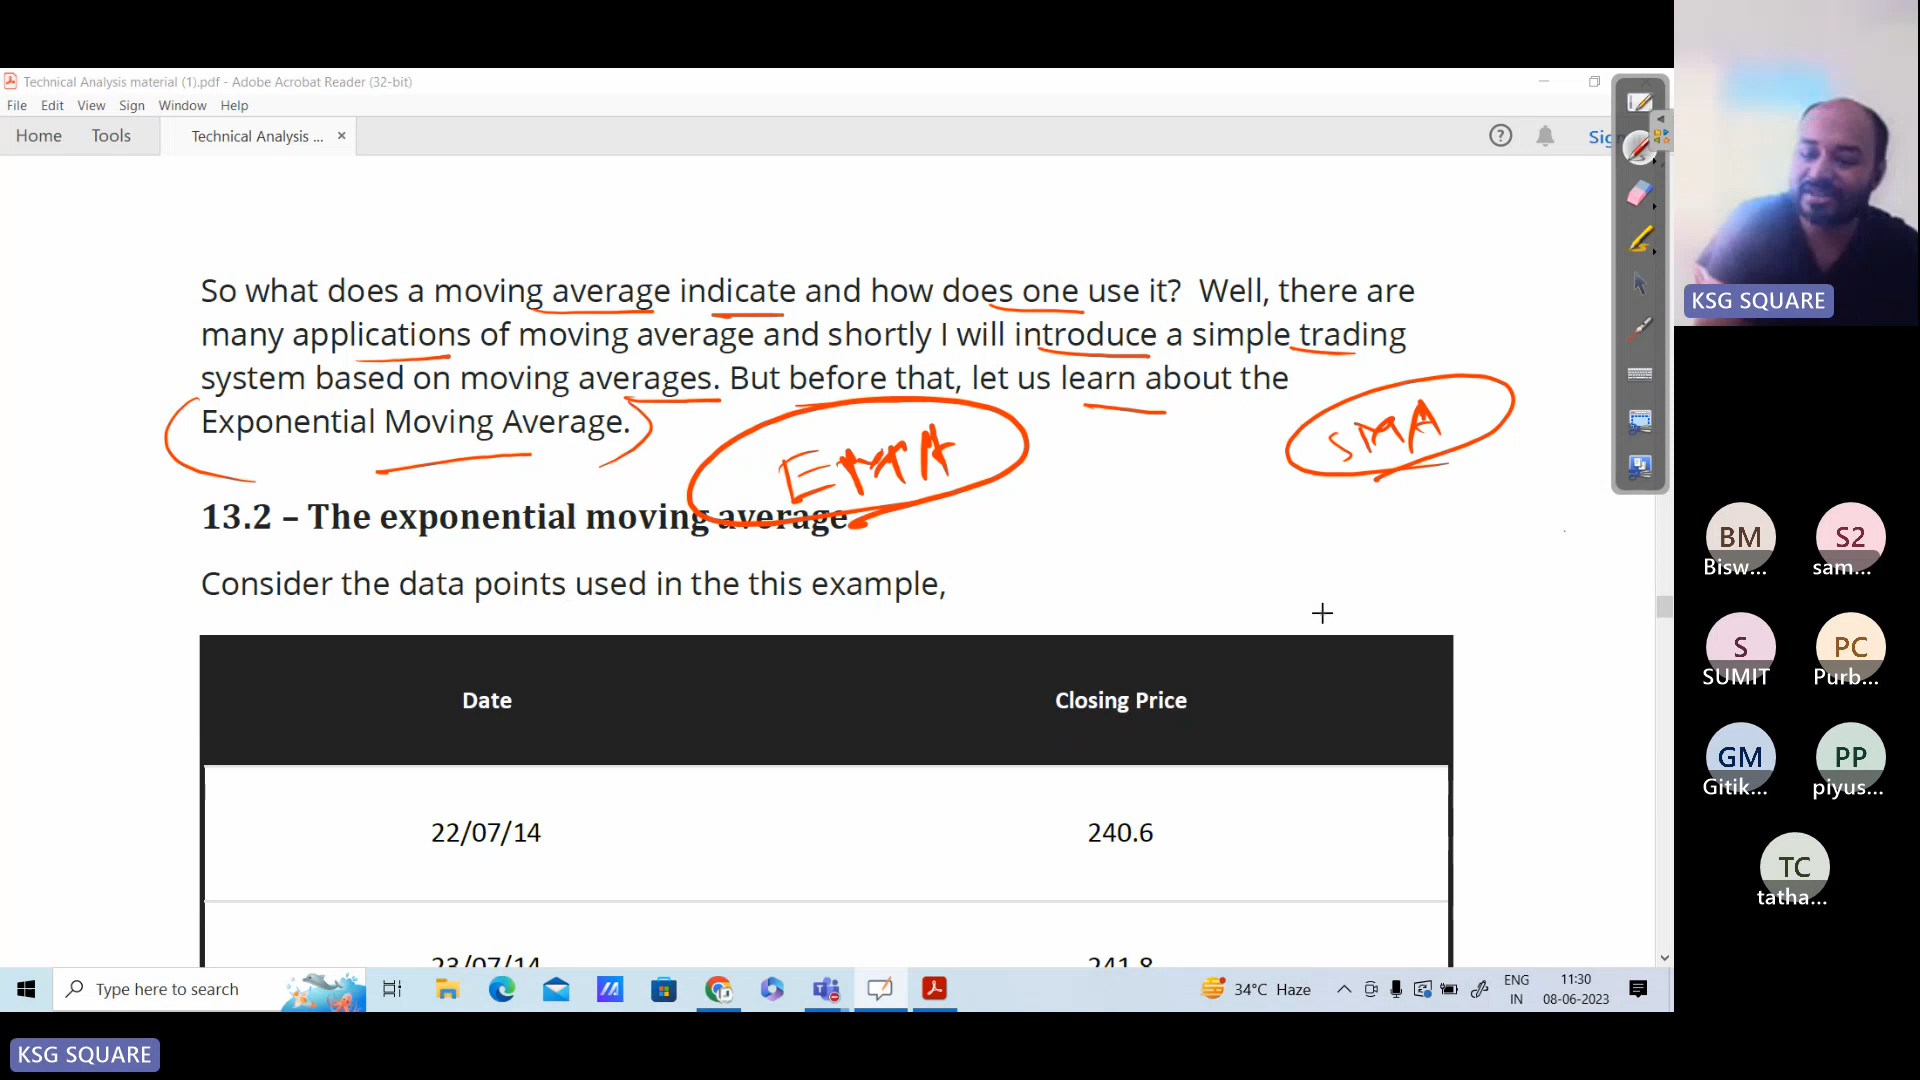 Technical Analysis material (1).pdf - Adobe Acrobat Reader (32-bit)
File Edit View Sign Window Help
Home Tools Technical Analysis ... ×
So what does a moving average indicate and how does one use it? Well, there are
many applications of moving average and shortly I will introduce a simple trading
system based on moving averages. But before that, let us learn about the
Exponential Moving Average.
EMA
SMA
13.2 – The exponential moving average
Consider the data points used in the this example,
Date Closing Price
22/07/14 240.6
23/07/14 241.8
KSG SQUARE
BM S2
Bisw... sam...
S PC
SUMIT Purb...
GM PP
Gitik... piyus...
TC
tatha...
Type here to search
34°C Haze
ENG
IN
11:30
08-06-2023
KSG SQUARE